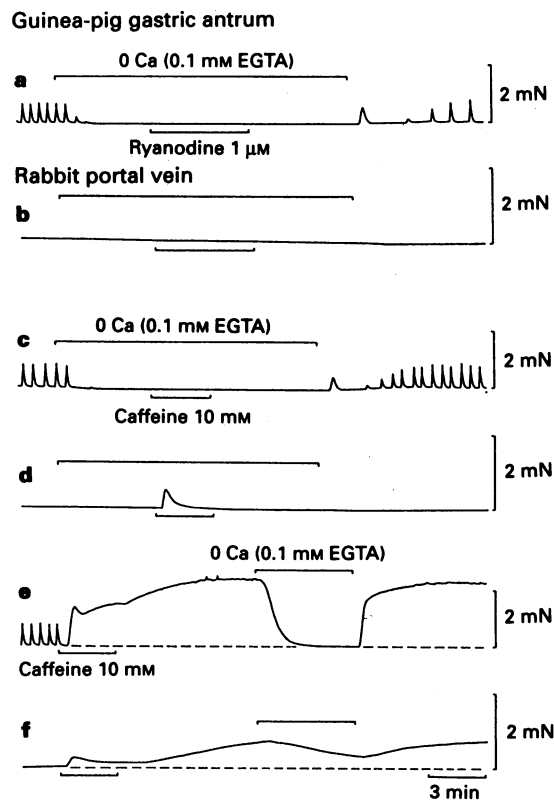 Guinea-pig gastric antrum
0 Ca (0.1 mM EGTA)
a
2 mN
Ryanodine 1 μM
Rabbit portal vein
b
2 mN
0 Ca (0.1 mM EGTA)
c
2 mN
Caffeine 10 mM
d
2 mN
0 Ca (0.1 mM EGTA)
e
2 mN
Caffeine 10 mM
f
2 mN
3 min